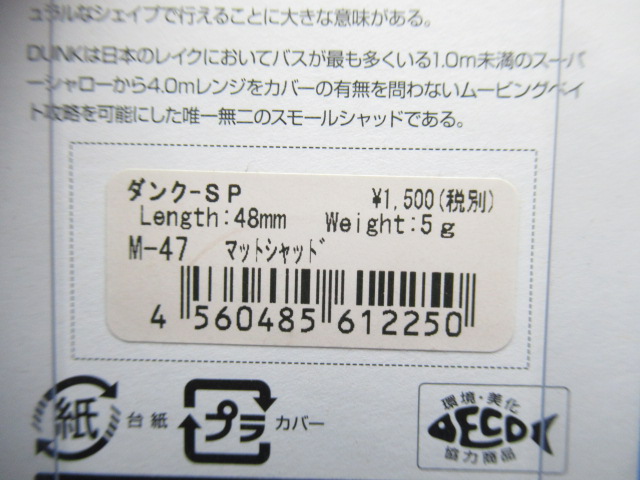 ュラルなシェイプで行えることに大きな意味がある。
DUNKは日本のレイクにおいてバスが最も多くいる1.0m未満のスーパ
ーシャローから4.0mレンジをカバーの有無を問わないムービングベイ
ト攻略を可能にした唯一無二のスモールシャッドである。
ダンク-SP ¥1,500(税別)
Length:48mm Weight:5g
M-47 マットシャッド
4 560485 612250
紙 台紙 プラ カバー
環境・美化
ECO
協力商品